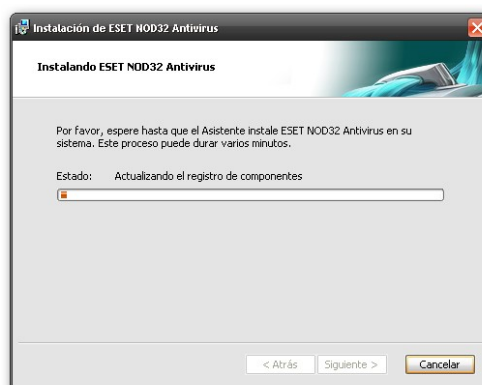 Instalación de ESET NOD32 Antivirus
Instalando ESET NOD32 Antivirus
Por favor, espere hasta que el Asistente instale ESET NOD32 Antivirus en su
sistema. Este proceso puede durar varios minutos.
Estado: Actualizando el registro de componentes
< Atrás Siguiente > Cancelar